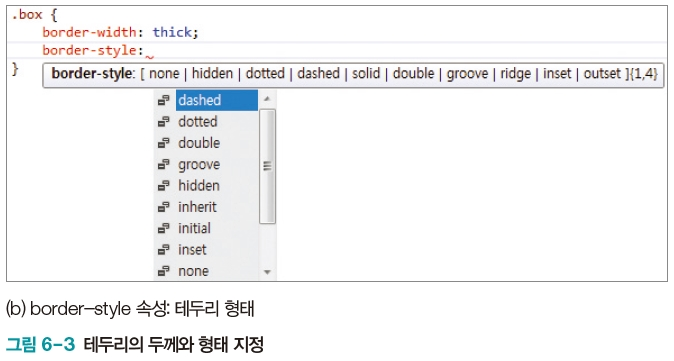 .box {
border-width: thick;
border-style:
}
border-style: [ none | hidden | dotted | dashed | solid | double | groove | ridge | inset | outset ]{1,4}
dashed
dotted
double
groove
hidden
inherit
initial
inset
none
(b) border-style 속성: 테두리 형태
그림 6-3 테두리의 두께와 형태 지정